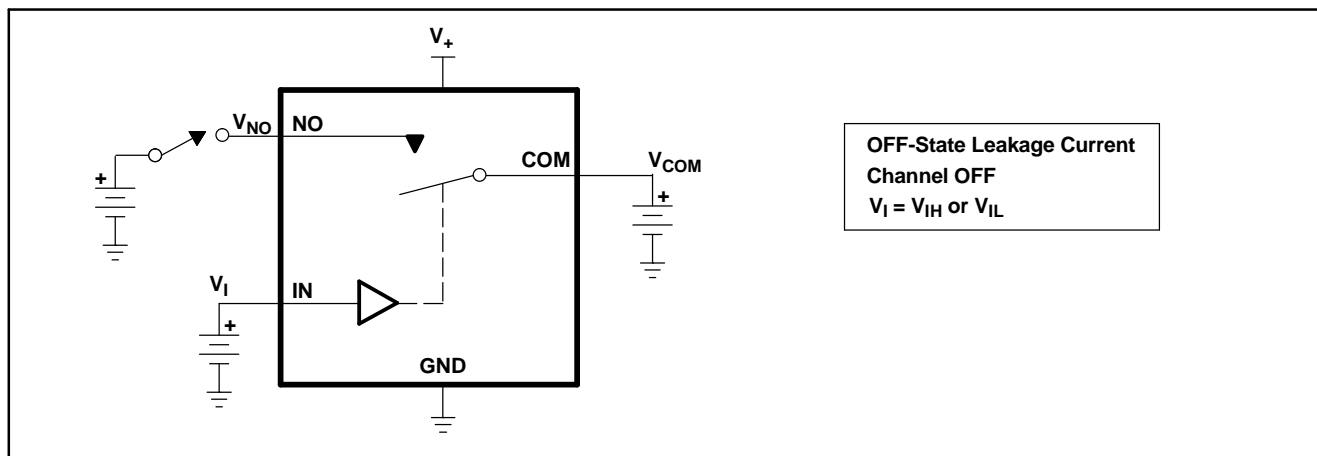 V+
VNO NO
+
COM VCOM
+
VI IN
+
GND
OFF-State Leakage Current
Channel OFF
VI = VIH or VIL